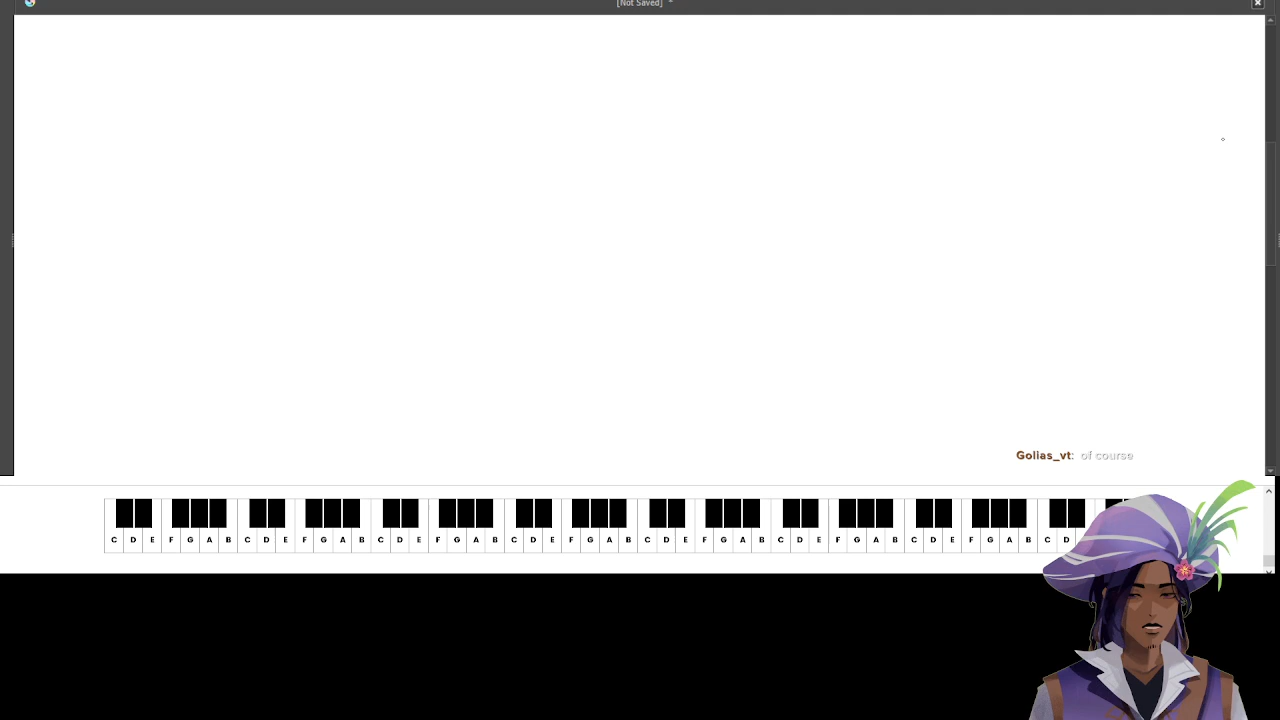 [Not Saved] *
Golias_vt: of course
C D E F G A B C D E F G A B C D E F G A B C D E F G A B C D E F G A B C D E F G A B C D E F G A B C D